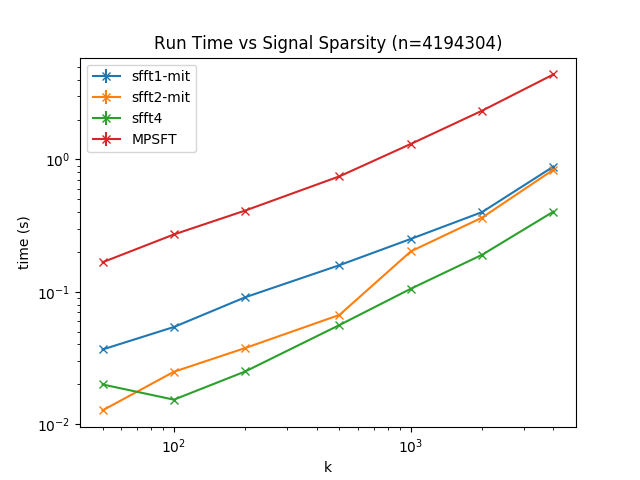 Run Time vs Signal Sparsity (n=4194304)
sfft1-mit
sfft2-mit
sfft4
MPSFT
time (s)
10⁰
10⁻¹
10⁻²
10²
10³
k